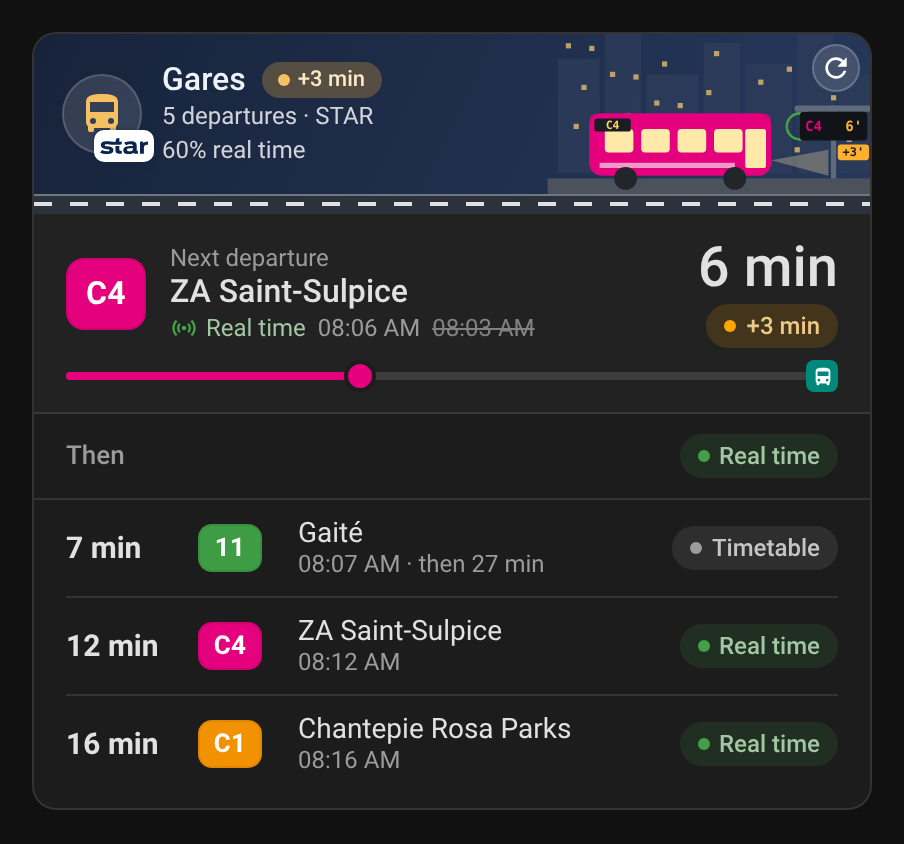 Gares
+3 min
5 departures · STAR
60% real time
star
C4
C4 6'
+3'
C4
Next departure
ZA Saint-Sulpice
Real time 08:06 AM 08:03 AM
6 min
+3 min
Then
Real time
7 min
11
Gaité
08:07 AM · then 27 min
Timetable
12 min
C4
ZA Saint-Sulpice
08:12 AM
Real time
16 min
C1
Chantepie Rosa Parks
08:16 AM
Real time